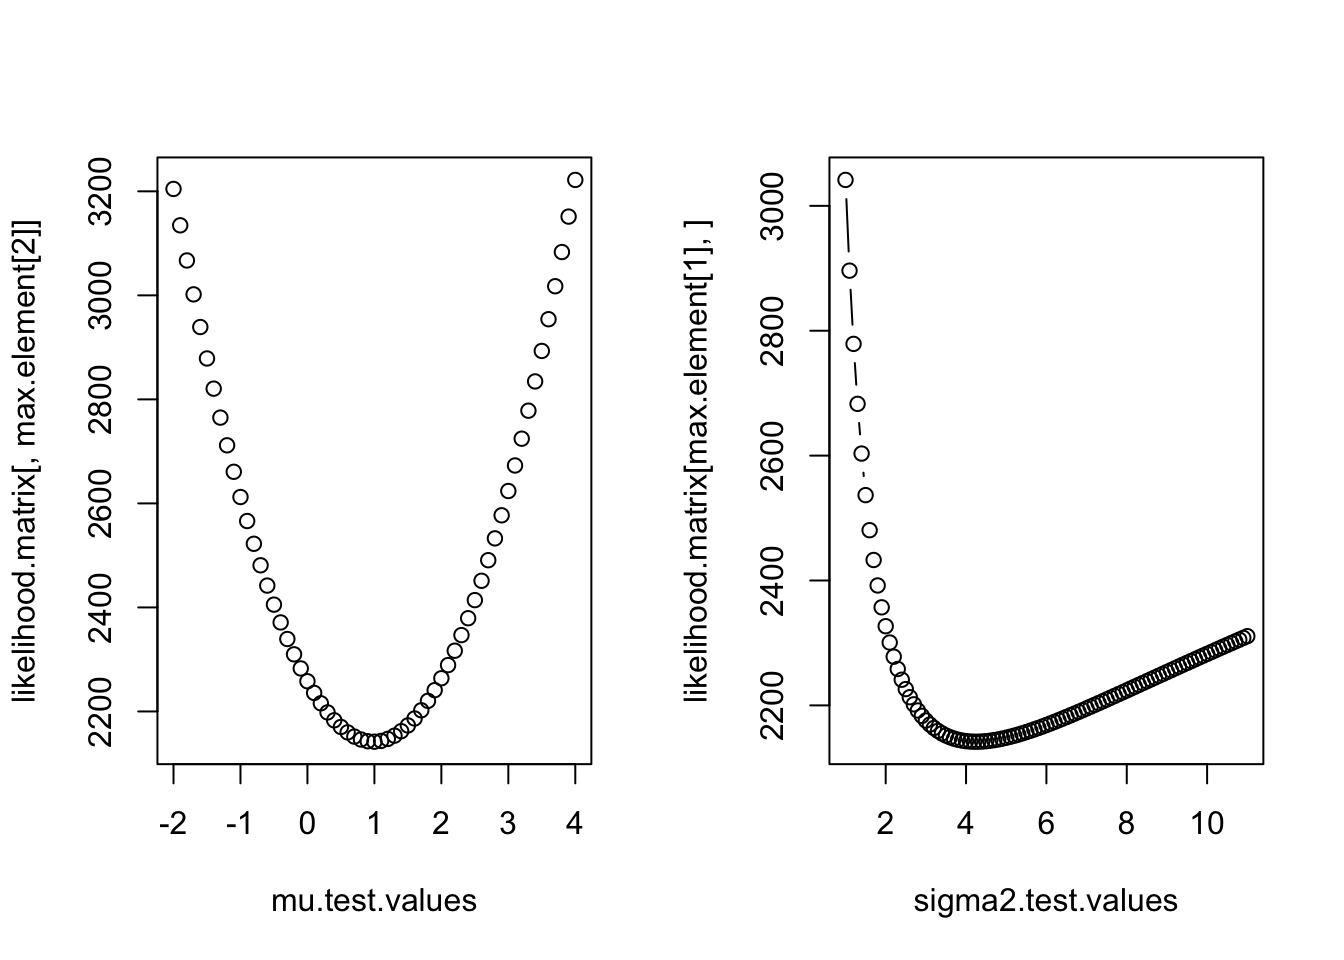 likelihood.matrix[, max.element[2]]
3200
3000
2800
2600
2400
2200
-2 -1 0 1 2 3 4
mu.test.values
likelihood.matrix[max.element[1], ]
3000
2800
2600
2400
2200
2 4 6 8 10
sigma2.test.values